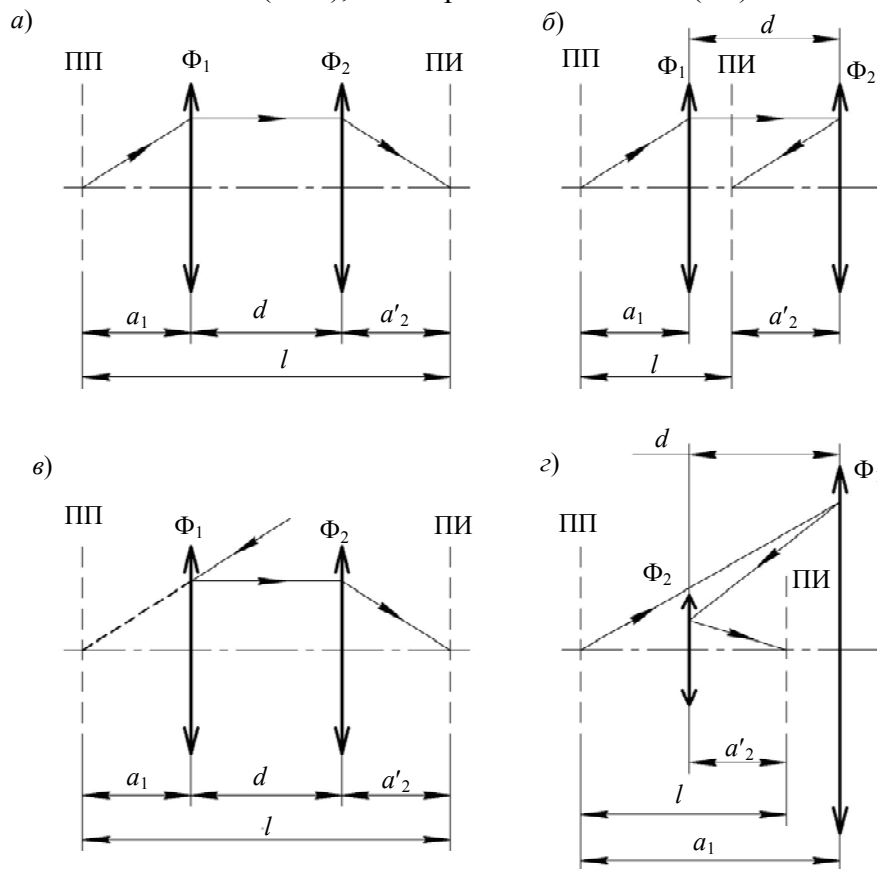 а)
ПП Ф₁ Ф₂ ПИ
a₁ d a'₂
l
б)
d
ПП Ф₁ ПИ Ф₂
a₁ a'₂
l
в)
ПП Ф₁ Ф₂ ПИ
a₁ d a'₂
l
г)
d
Ф
ПП
Ф₂ ПИ
a'₂
l
a₁